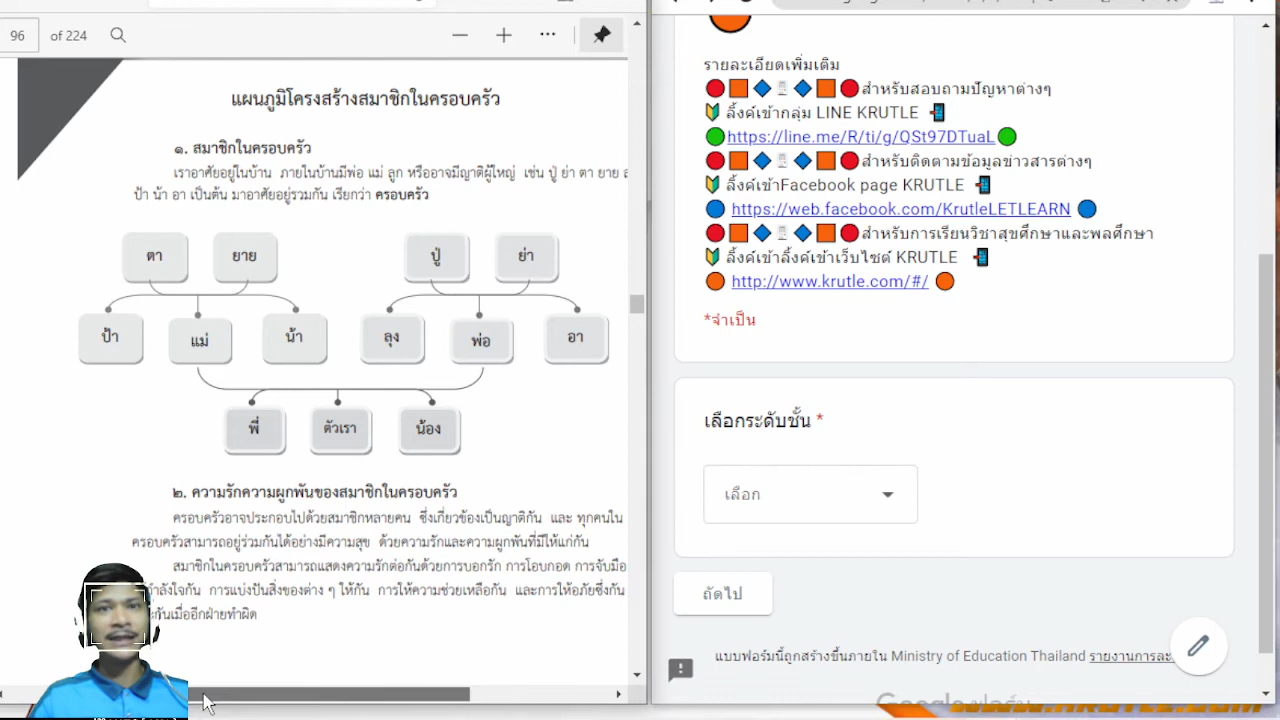 96
of 224
แผนภูมิโครงสร้างสมาชิกในครอบครัว
๑. สมาชิกในครอบครัว
เราอาศัยอยู่ในบ้าน ภายในบ้านมีพ่อ แม่ ลูก หรืออาจมีญาติผู้ใหญ่ เช่น ปู่ ย่า ตา ยาย
ป้า น้า อา เป็นต้น มาอาศัยอยู่รวมกัน เรียกว่า ครอบครัว
ตา ยาย ปู่ ย่า
ป้า แม่ น้า ลุง พ่อ อา
พี่ ตัวเรา น้อง
๒. ความรักความผูกพันของสมาชิกในครอบครัว
ครอบครัวอาจประกอบไปด้วยสมาชิกหลายคน ซึ่งเกี่ยวข้องเป็นญาติกัน และ ทุกคนใน
ครอบครัวสามารถอยู่ร่วมกันได้อย่างมีความสุข ด้วยความรักและความผูกพันที่มีให้แก่กัน
สมาชิกในครอบครัวสามารถแสดงความรักต่อกันด้วยการบอกรัก การโอบกอด การจับมือ
กำลังใจกัน การแบ่งปันสิ่งของต่าง ๆ ให้กัน การให้ความช่วยเหลือกัน และการให้อภัยซึ่งกัน
กันเมื่ออีกฝ่ายทำผิด
รายละเอียดเพิ่มเติม
สำหรับสอบถามปัญหาต่างๆ
ลิ้งค์เข้ากลุ่ม LINE KRUTLE
https://line.me/R/ti/g/QSt97DTuaL
สำหรับติดตามข้อมูลข่าวสารต่างๆ
ลิ้งค์เข้าFacebook page KRUTLE
https://web.facebook.com/KrutleLETLEARN
สำหรับการเรียนวิชาสุขศึกษาและพลศึกษา
ลิ้งค์เข้าลิ้งค์เข้าเว็บไซต์ KRUTLE
http://www.krutle.com/#/
*จำเป็น
เลือกระดับชั้น *
เลือก
ถัดไป
แบบฟอร์มนี้ถูกสร้างขึ้นภายใน Ministry of Education Thailand รายงานการละ
Google ฟอร์ม
www.krutle.com